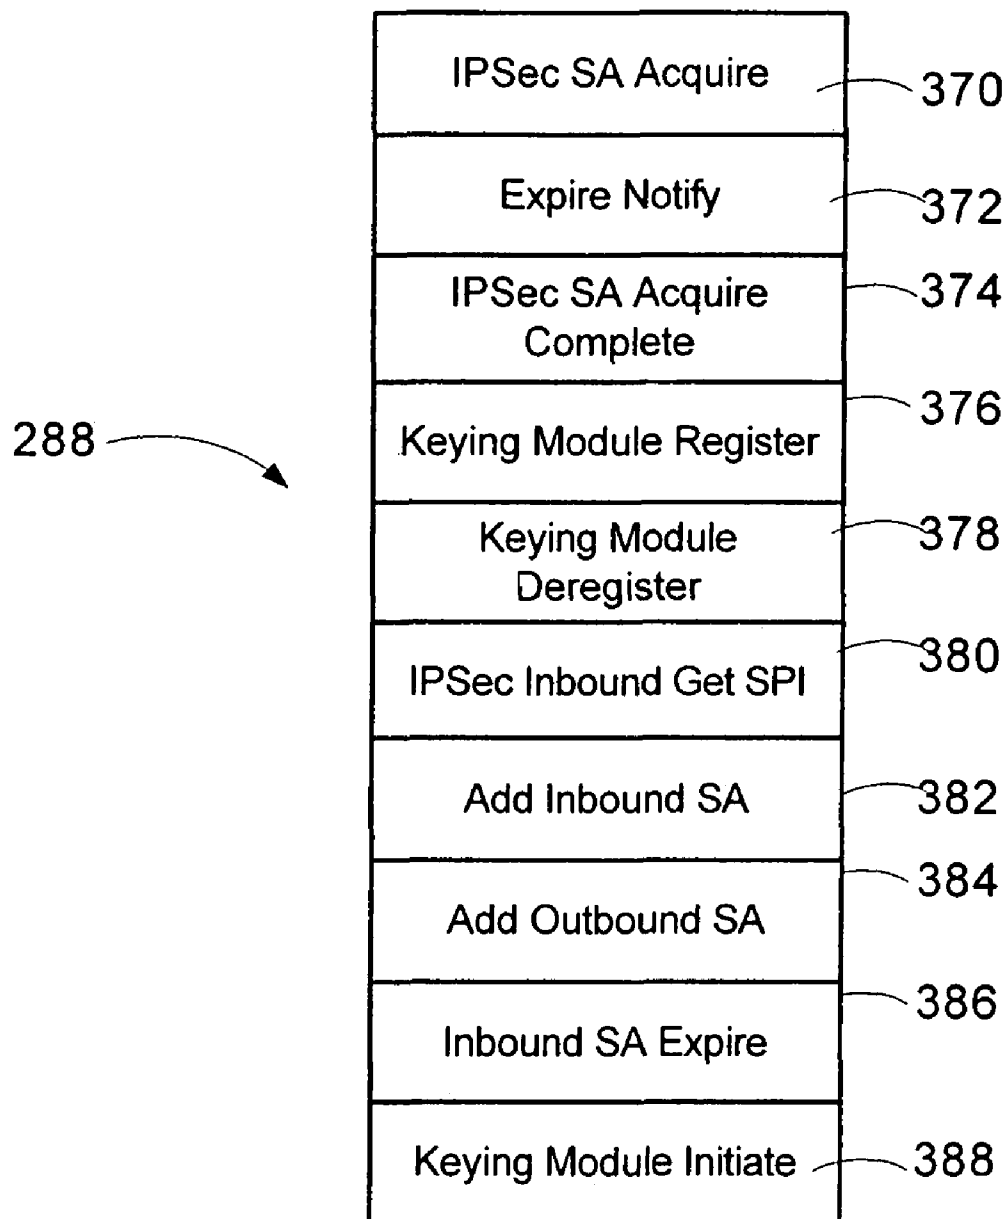 IPSec SA Acquire
370
Expire Notify
372
IPSec SA Acquire
Complete
374
376
288
Keying Module Register
Keying Module
Deregister
378
IPSec Inbound Get SPI
380
Add Inbound SA
382
384
Add Outbound SA
386
Inbound SA Expire
Keying Module Initiate
388